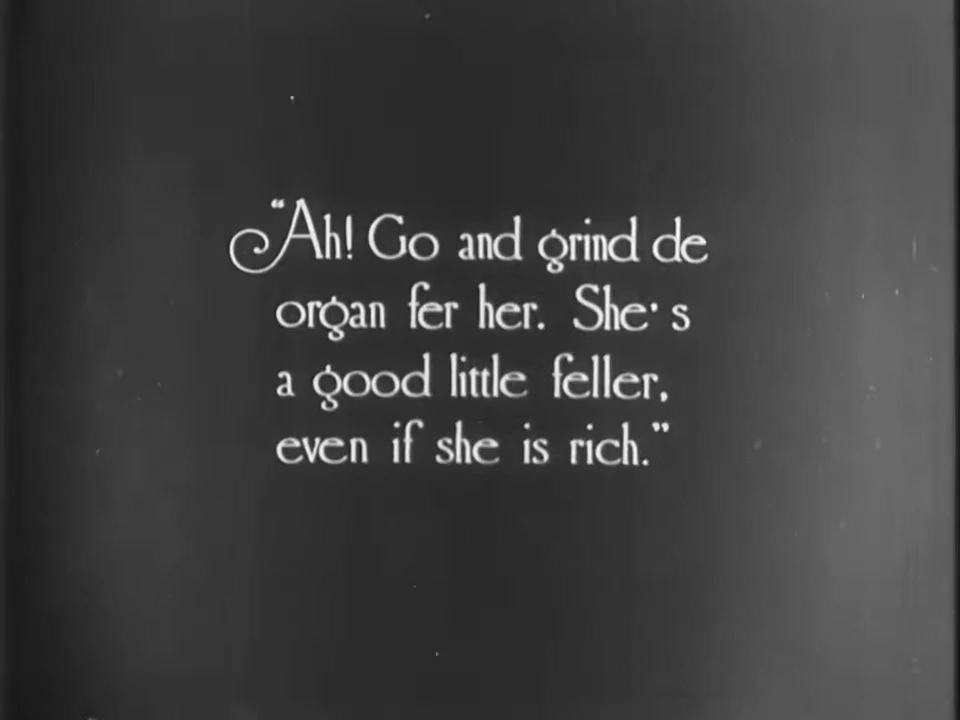 "Ah! Go and grind de
organ fer her. She's
a good little feller,
even if she is rich."